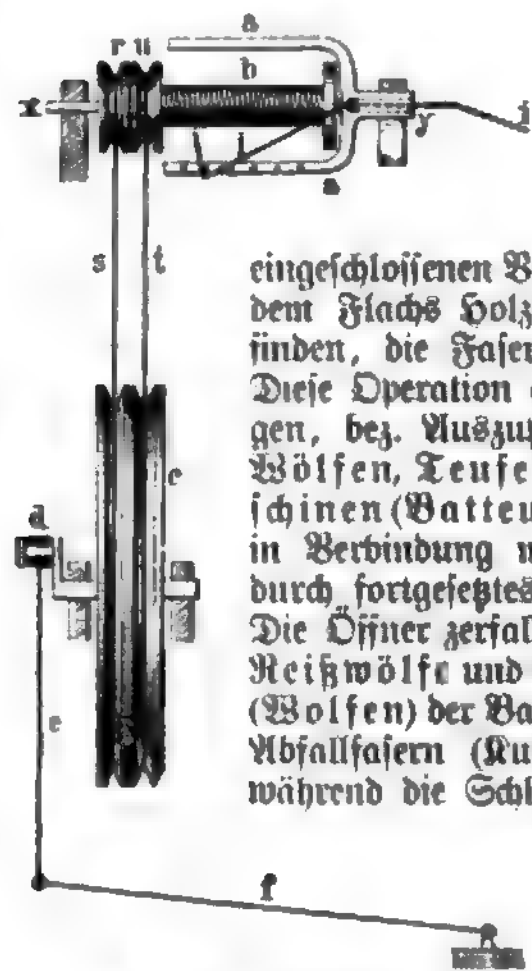 a
r u
b
x
y
i
i
a
s t
eingeschlossenen
dem Flachs Holz
finden, die Faser
Diese Operation
gen, bez. Auszup
c
Wölfen, Teufe
d
schinen (Batteu
in Verbindung
durch fortgesetztes
Die Öffner zerfal
Reißwölfe und
e
(Wolfen) der Ba
Abfallfasern (Ku
während die Schl
f